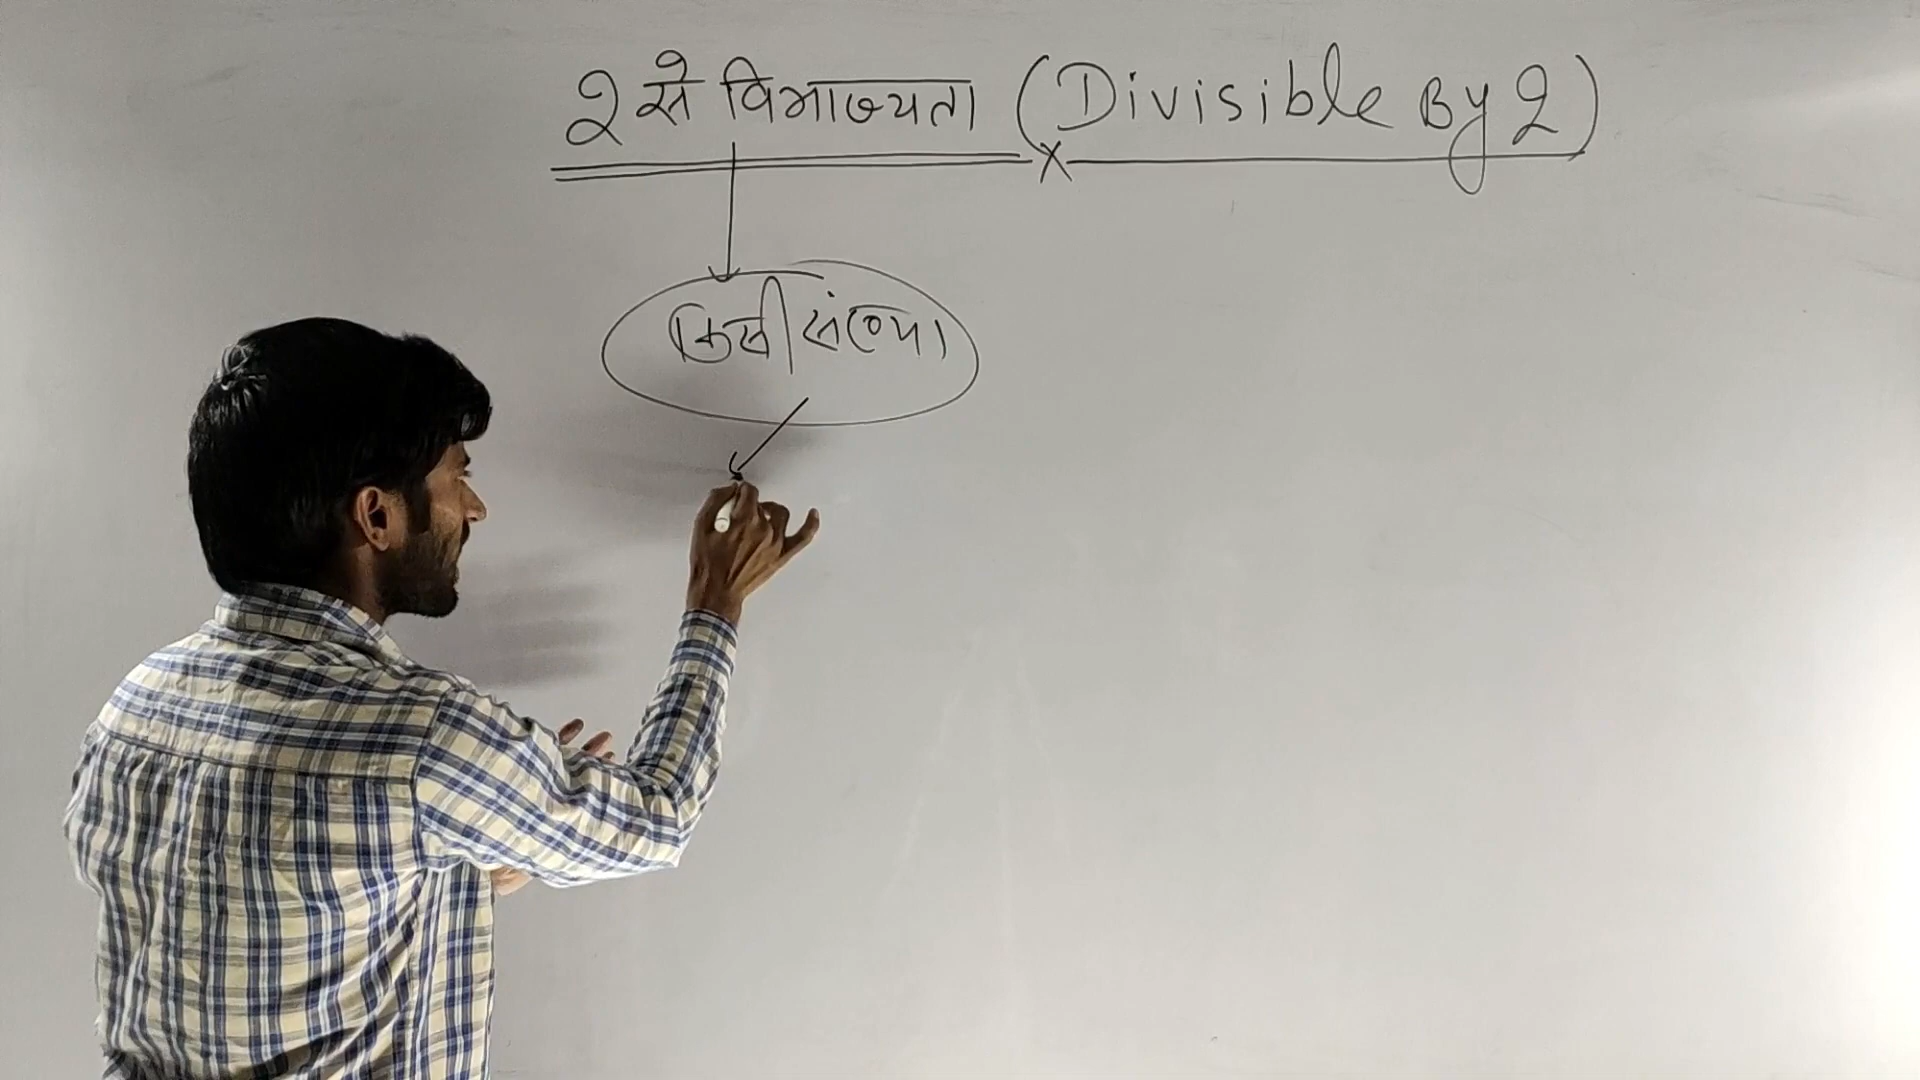 2 से विभाज्यता (Divisible By 2)
किसी संख्या